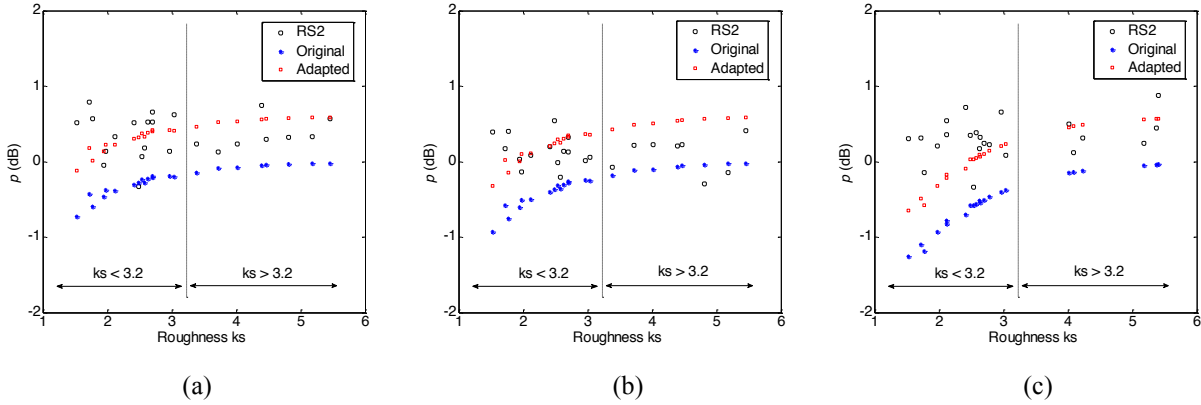 2
1
0
-1
-2
p (dB)
RS2
Original
Adapted
ks < 3.2
ks > 3.2
1 2 3 4 5 6
Roughness ks
(a)
2
1
0
-1
-2
p (dB)
RS2
Original
Adapted
ks < 3.2
ks > 3.2
1 2 3 4 5 6
Roughness ks
(b)
2
1
0
-1
-2
p (dB)
RS2
Original
Adapted
ks < 3.2
ks > 3.2
1 2 3 4 5 6
Roughness ks
(c)